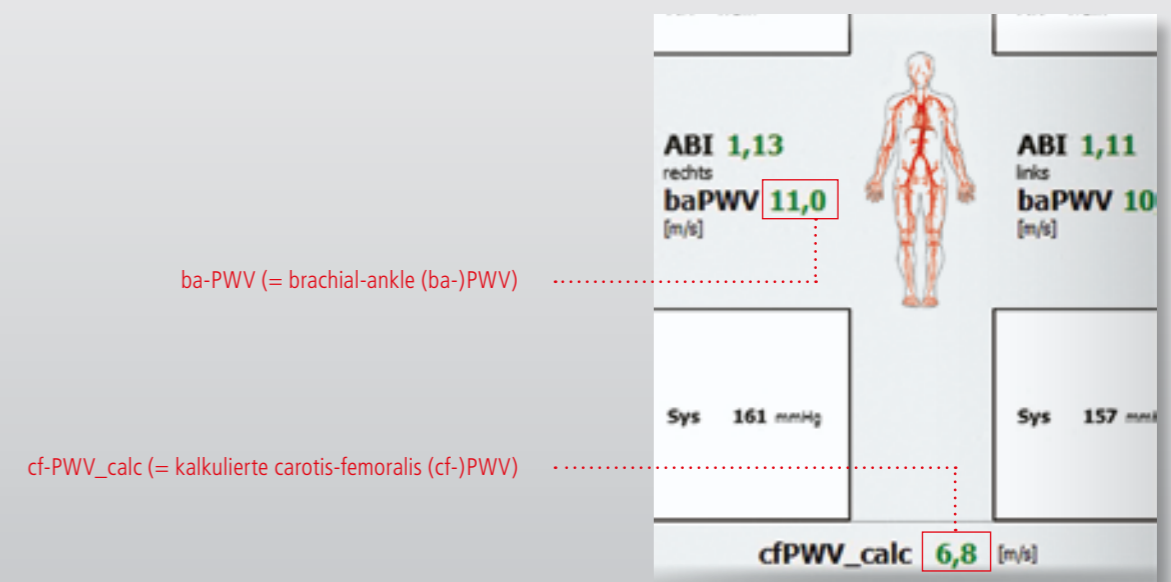 ABI 1,13
rechts
baPWV 11,0
[m/s]
ABI 1,11
links
baPWV 10
[m/s]
ba-PWV (= brachial-ankle (ba-)PWV)
Sys 161 mmHg
Sys 157
cf-PWV_calc (= kalkulierte carotis-femoralis (cf-)PWV)
cfPWV_calc 6,8 [m/s]